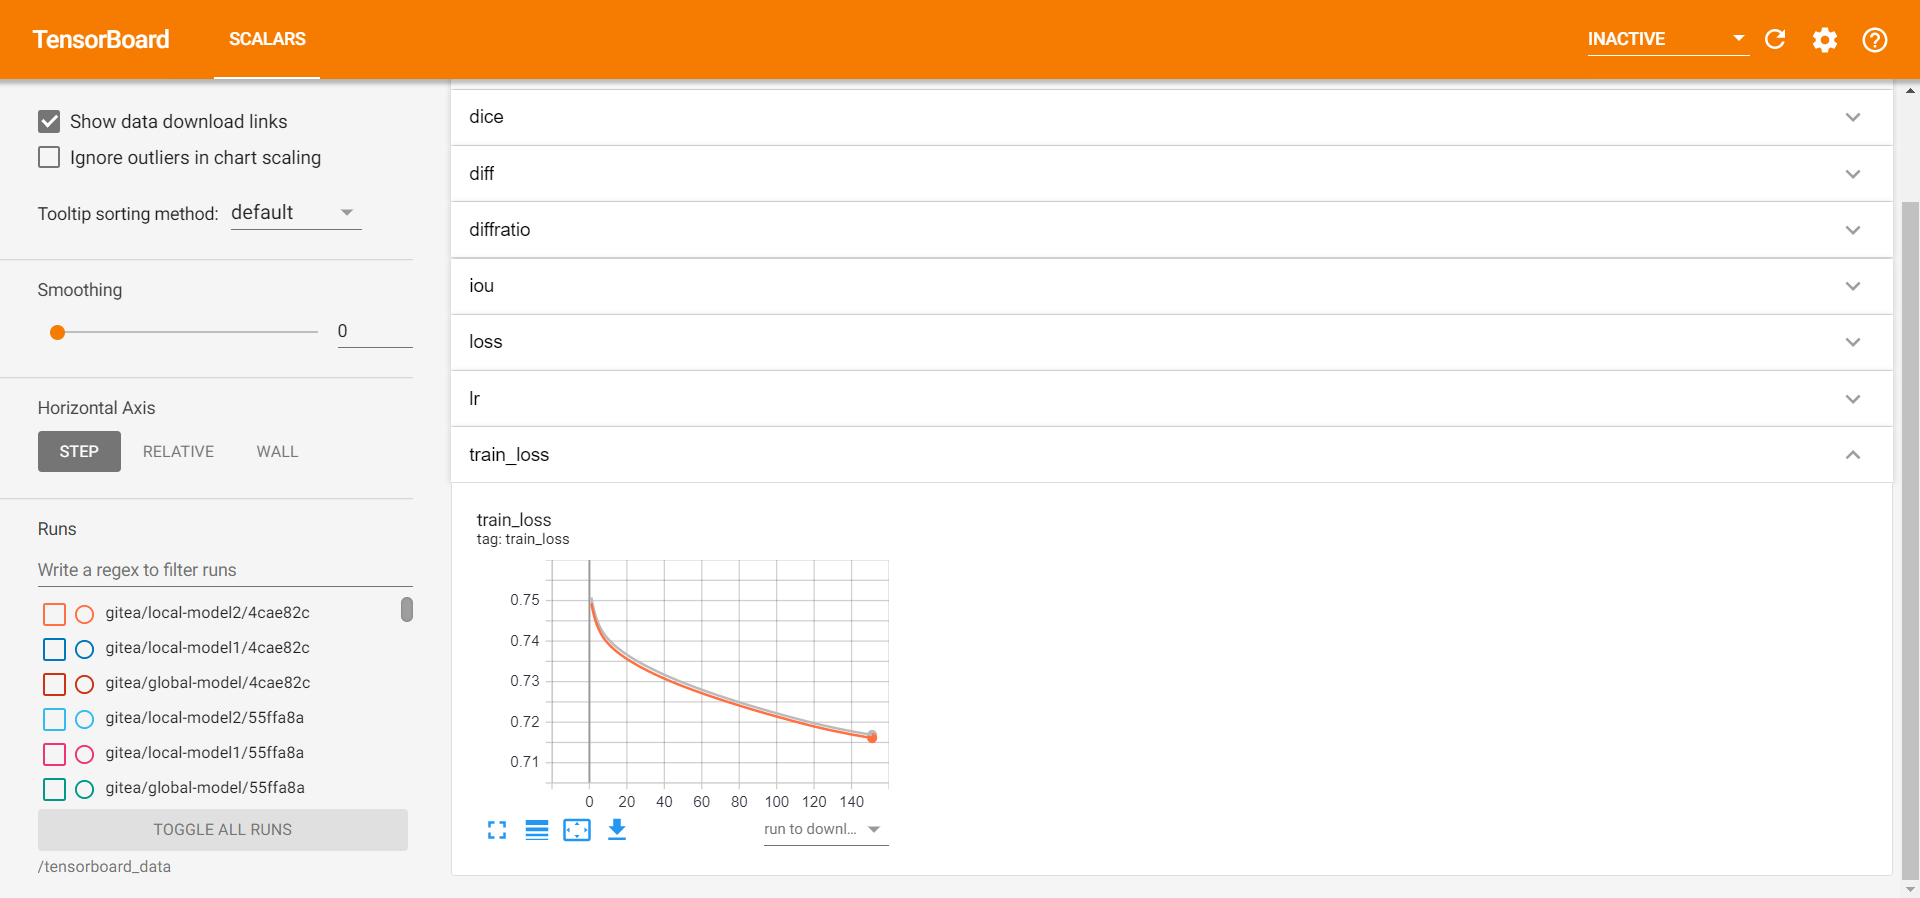 TensorBoard
SCALARS
INACTIVE
Show data download links
Ignore outliers in chart scaling
Tooltip sorting method: default
Smoothing
0
Horizontal Axis
STEP RELATIVE WALL
Runs
Write a regex to filter runs
gitea/local-model2/4cae82c
gitea/local-model1/4cae82c
gitea/global-model/4cae82c
gitea/local-model2/55ffa8a
gitea/local-model1/55ffa8a
gitea/global-model/55ffa8a
TOGGLE ALL RUNS
/tensorboard_data
dice
diff
diffratio
iou
loss
lr
train_loss
train_loss
tag: train_loss
0.75
0.74
0.73
0.72
0.71
0 20 40 60 80 100 120 140
run to downl...